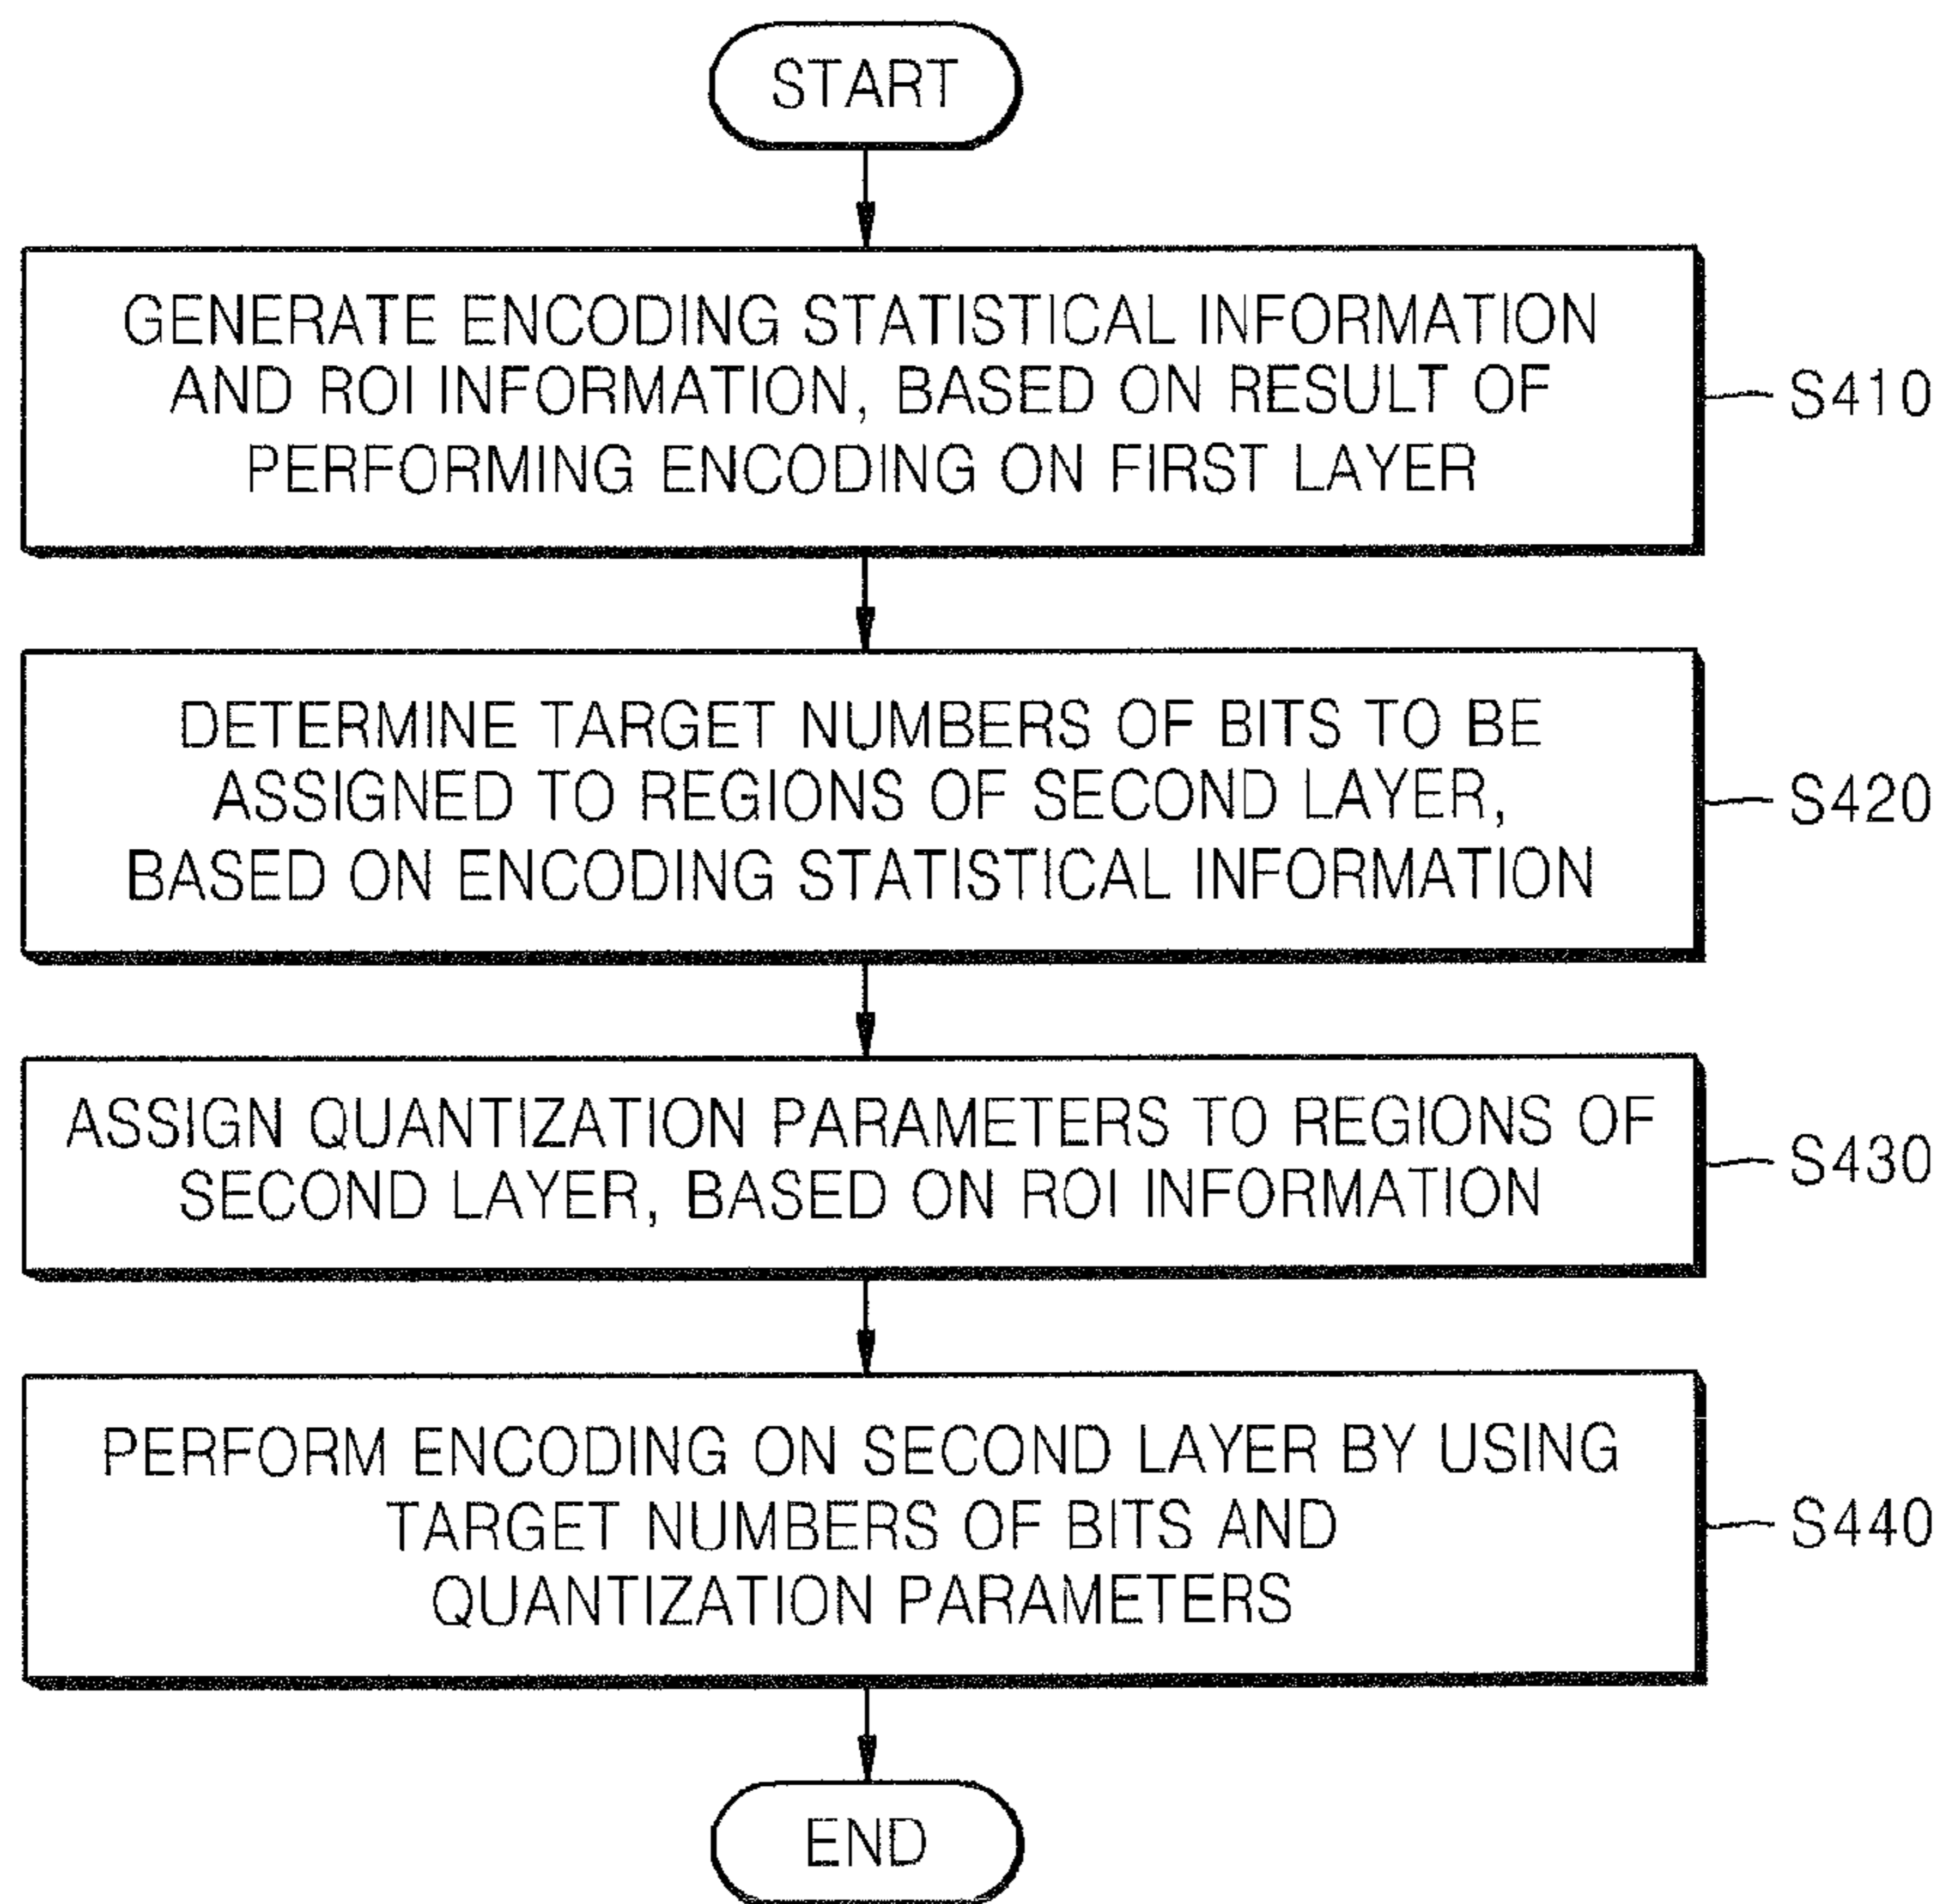 START
GENERATE ENCODING STATISTICAL INFORMATION
AND ROI INFORMATION, BASED ON RESULT OF
PERFORMING ENCODING ON FIRST LAYER
S410
DETERMINE TARGET NUMBERS OF BITS TO BE
ASSIGNED TO REGIONS OF SECOND LAYER,
BASED ON ENCODING STATISTICAL INFORMATION
S420
ASSIGN QUANTIZATION PARAMETERS TO REGIONS OF
SECOND LAYER, BASED ON ROI INFORMATION
S430
PERFORM ENCODING ON SECOND LAYER BY USING
TARGET NUMBERS OF BITS AND
QUANTIZATION PARAMETERS
S440
END